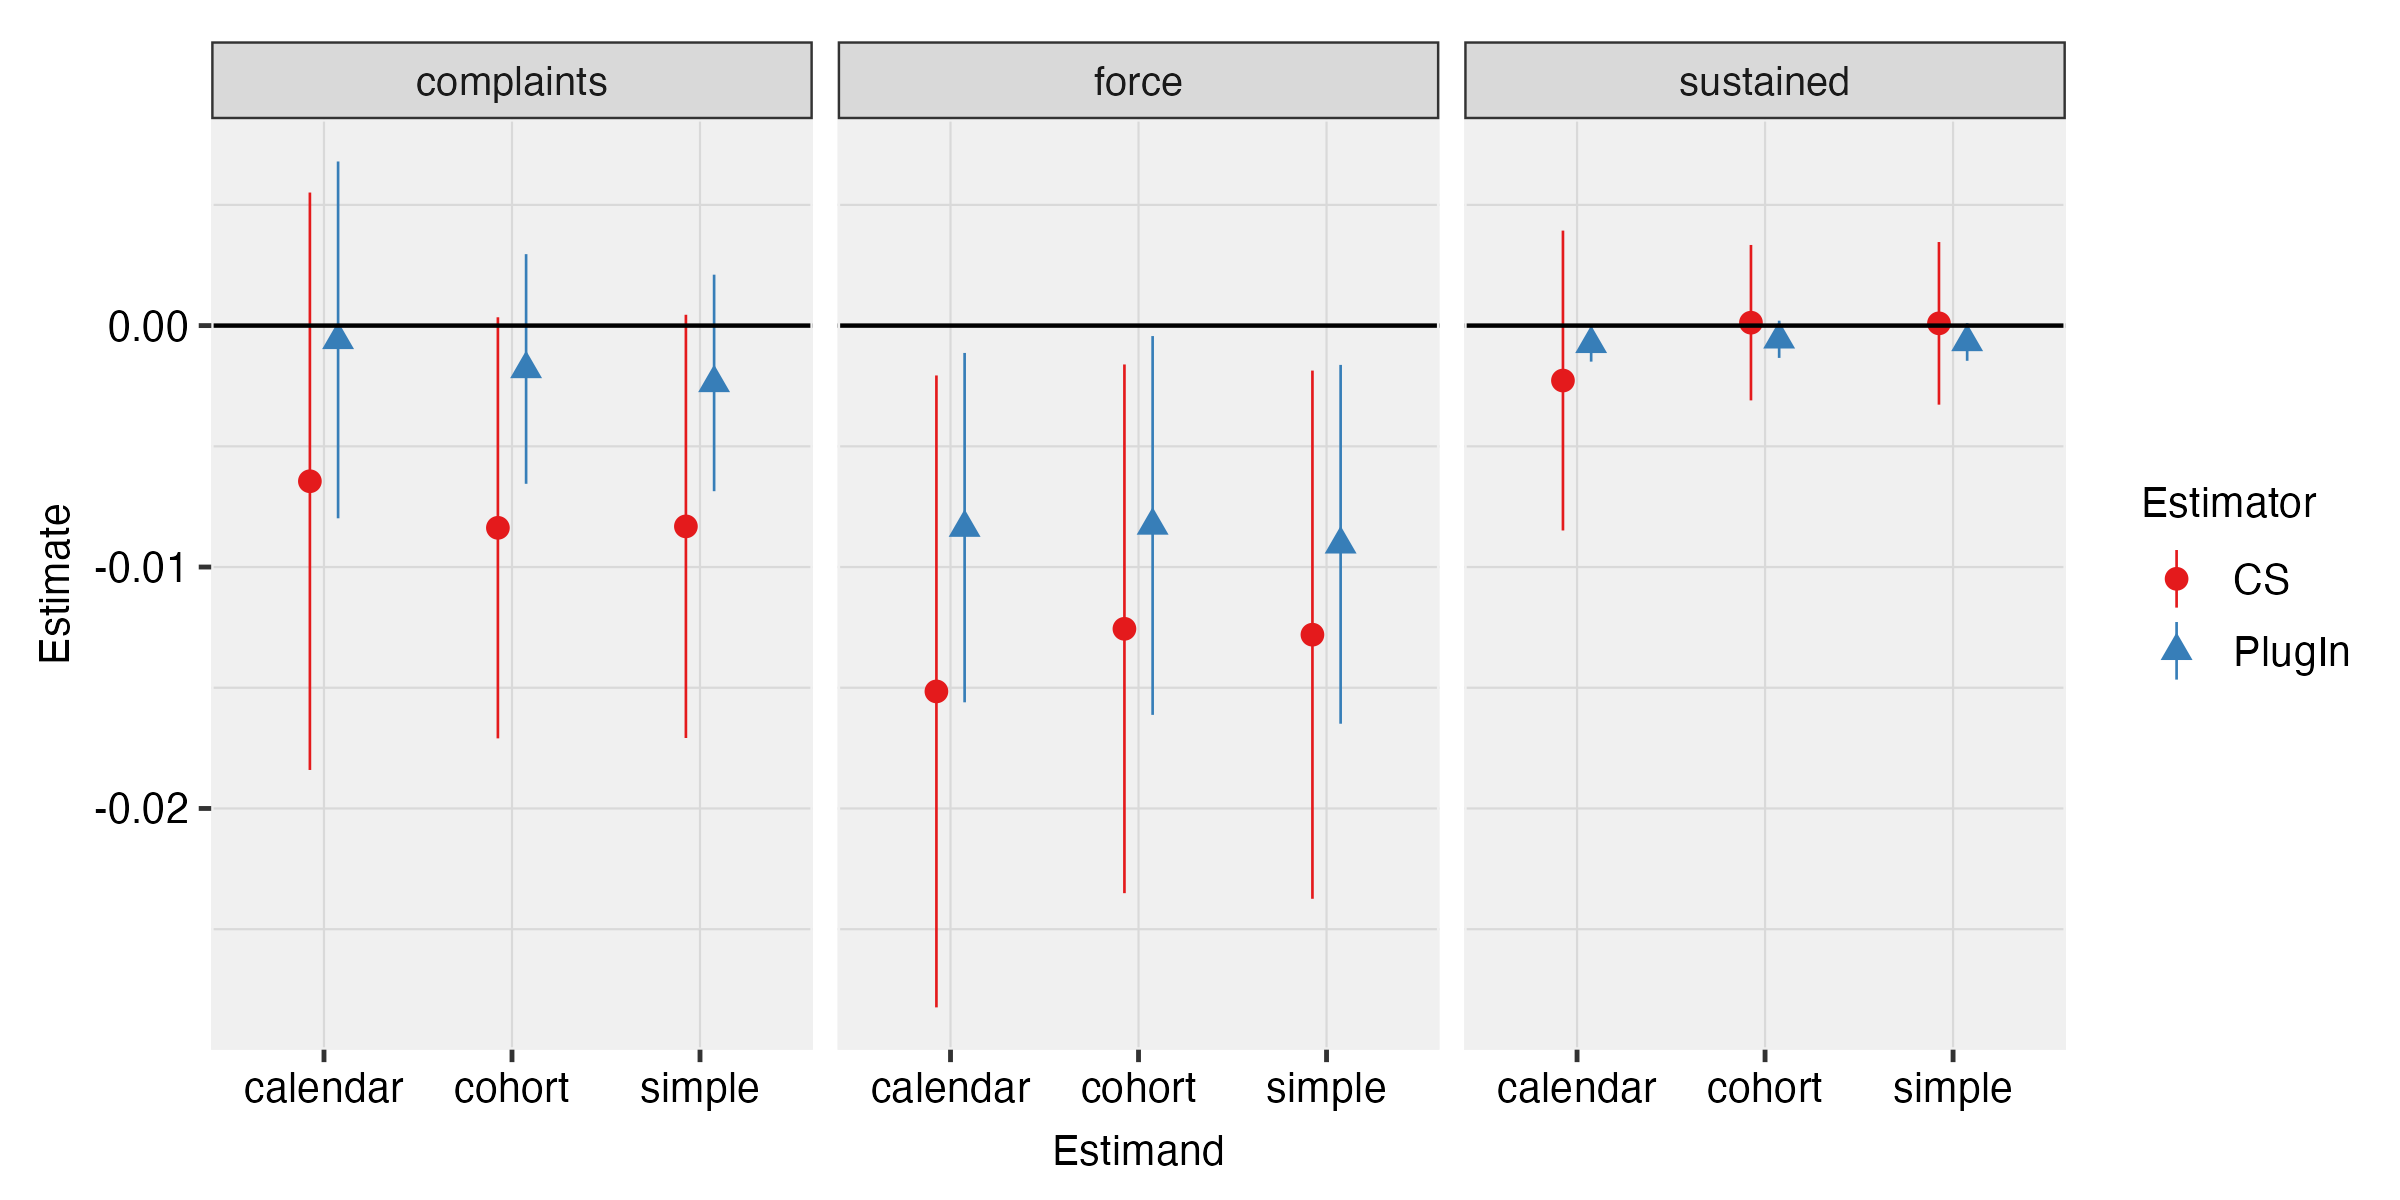 complaints
force
sustained
0.00
-0.01
-0.02
Estimate
calendar cohort simple
calendar cohort simple
calendar cohort simple
Estimand
Estimator
CS
PlugIn